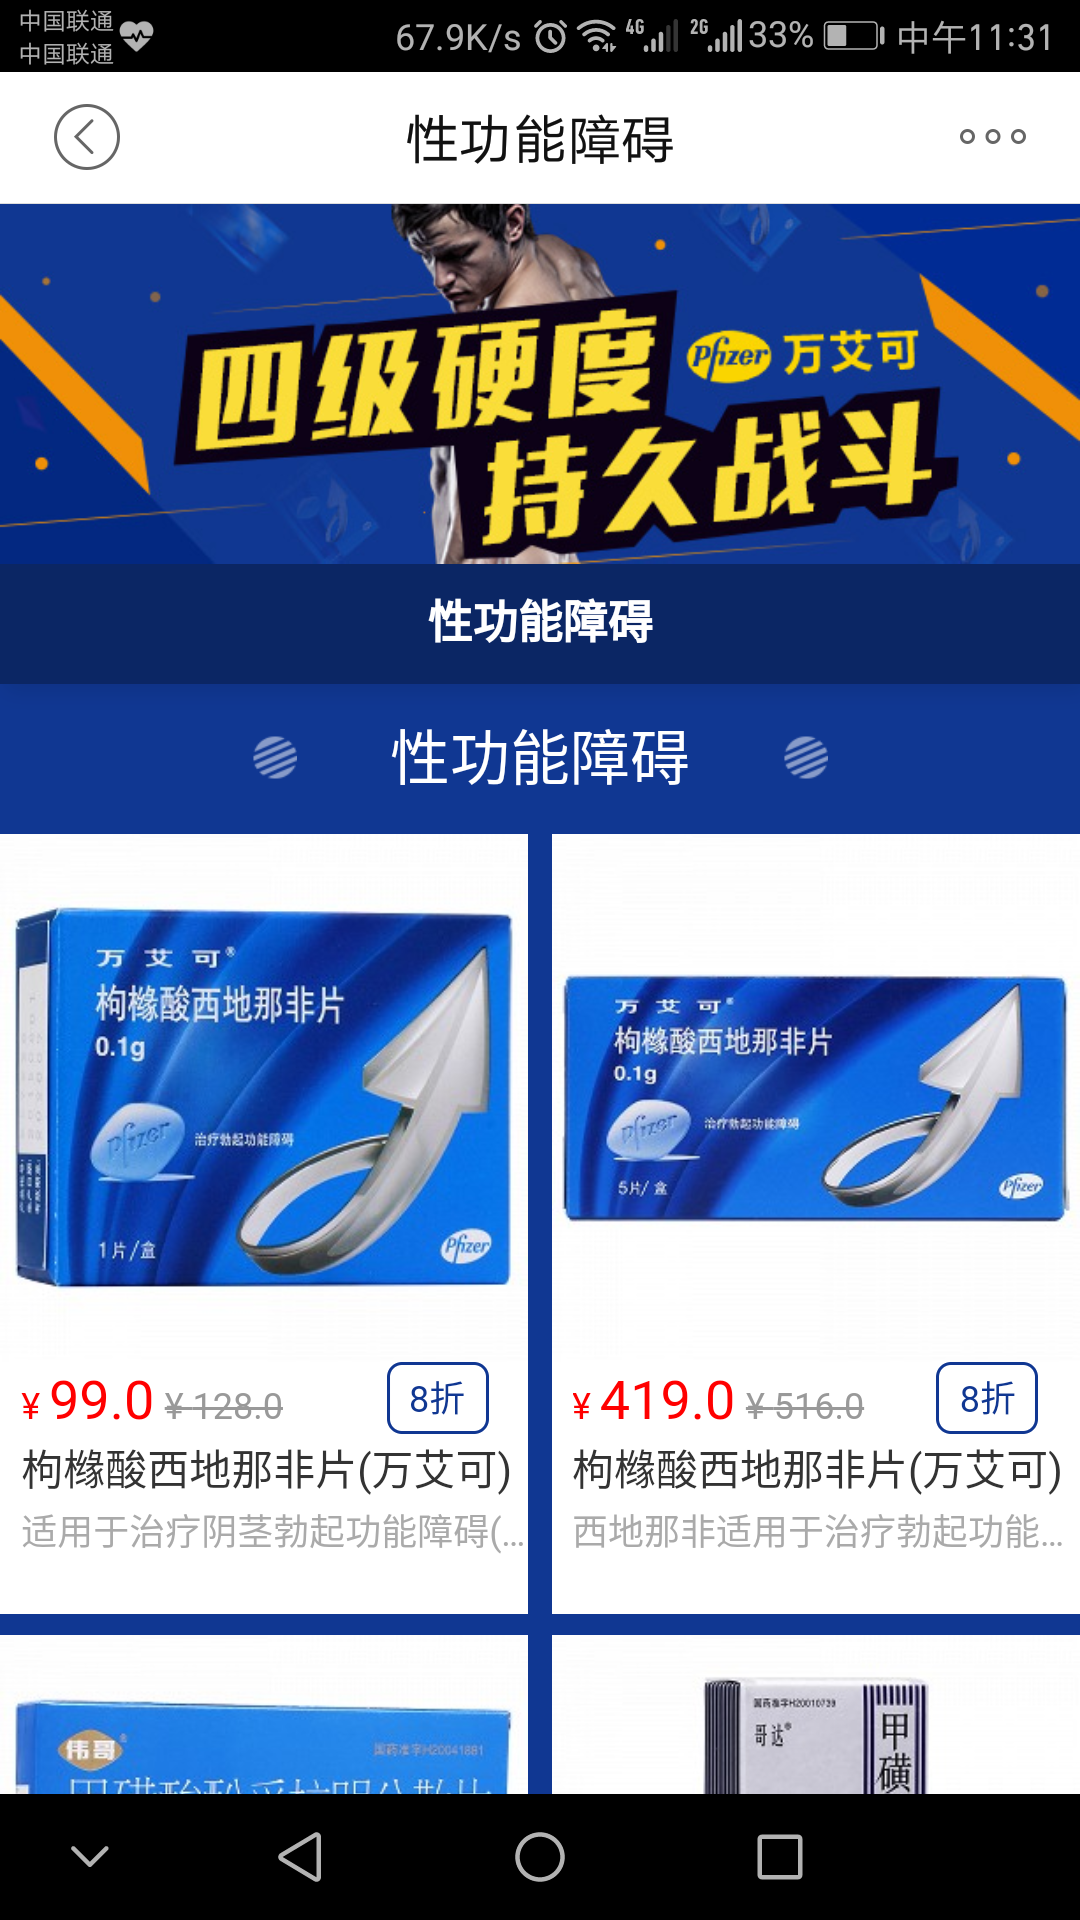 中国联通
中国联通
67.9K/s 4G 2G 33% 中午11:31
性功能障碍
四级硬度
Pfizer 万艾可
持久战斗
性功能障碍
性功能障碍
万艾可®
枸橼酸西地那非片
0.1g
Pfizer
治疗勃起功能障碍
1片/盒
Pfizer
万艾可®
枸橼酸西地那非片
0.1g
Pfizer
治疗勃起功能障碍
5片/盒
Pfizer
¥ 99.0 ¥ 128.0 8折
枸橼酸西地那非片(万艾可)
适用于治疗阴茎勃起功能障碍(...
¥ 419.0 ¥ 516.0 8折
枸橼酸西地那非片(万艾可)
西地那非适用于治疗勃起功能...
伟哥®
国药准字H20041881
国药准字H20010739
哥达®
甲磺